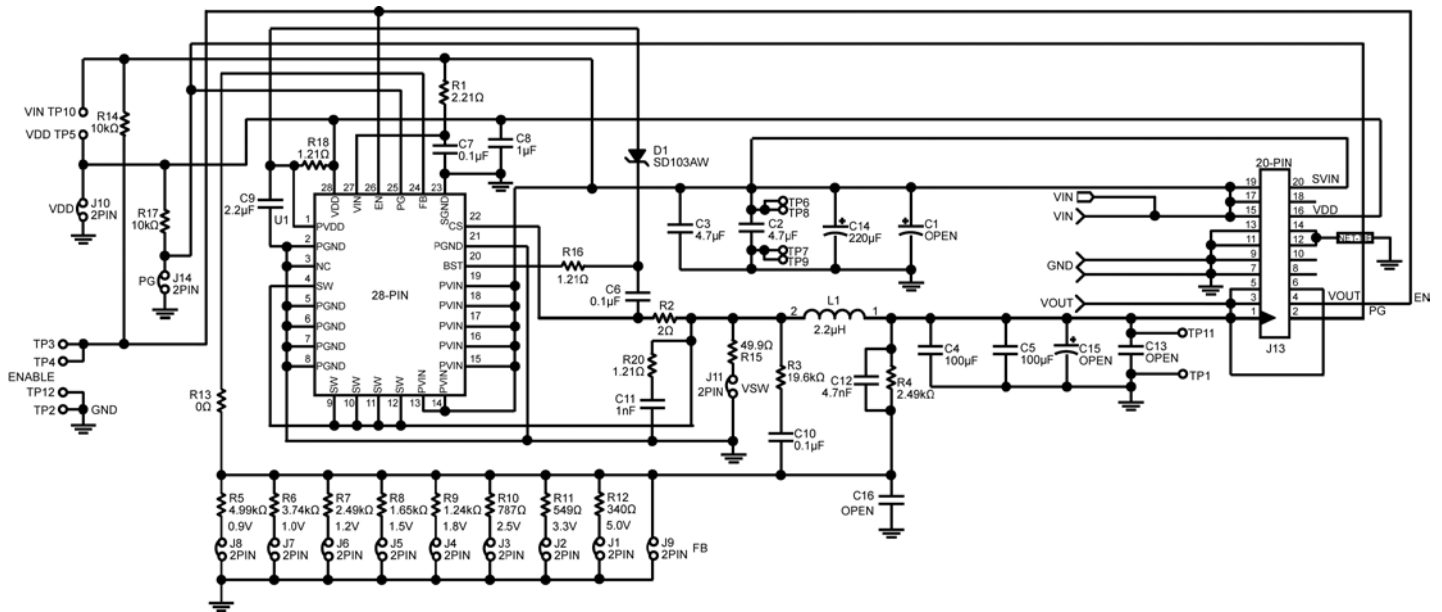 VIN TP10
VDD TP5
VDD
J10
2PIN
R14
10kΩ
R17
10kΩ
PG
J14
2PIN
TP3
TP4
ENABLE
TP12
TP2
GND
R13
0Ω
C9
2.2µF
R18
1.21Ω
R1
2.21Ω
C7
0.1µF
C8
1µF
D1
SD103AW
U1
28-PIN
28
27
26
25
24
23
VDD
VIN
EN
PG
FB
SGND
1
2
3
4
5
6
7
8
PVDD
PGND
NC
SW
PGND
PGND
PGND
PGND
22
21
20
19
18
17
16
15
CS
PGND
BST
PVIN
PVIN
PVIN
PVIN
PVIN
SW
SW
SW
SW
PVIN
PVIN
9
10
11
12
13
14
R16
1.21Ω
C6
0.1µF
R2
2Ω
R20
1.21Ω
C11
1nF
49.9Ω
R15
J11
2PIN
VSW
R3
19.6kΩ
C10
0.1µF
2
L1
1
2.2µH
C12
4.7nF
R4
2.49kΩ
C16
OPEN
C3
4.7µF
C2
4.7µF
TP6
TP8
TP7
TP9
C14
220µF
C1
OPEN
C4
100µF
C5
100µF
C15
OPEN
C13
OPEN
TP11
TP1
VIN
VIN
GND
VOUT
20-PIN
19
17
15
13
11
9
7
5
3
1
20
18
16
14
12
10
8
6
4
2
SVIN
VDD
VOUT
EN
PG
J13
R5
4.99kΩ
0.9V
J8
2PIN
R6
3.74kΩ
1.0V
J7
2PIN
R7
2.49kΩ
1.2V
J6
2PIN
R8
1.65kΩ
1.5V
J5
2PIN
R9
1.24kΩ
1.8V
J4
2PIN
R10
787Ω
2.5V
J3
2PIN
R11
549Ω
3.3V
J2
2PIN
R12
340Ω
5.0V
J1
2PIN
J9
2PIN
FB